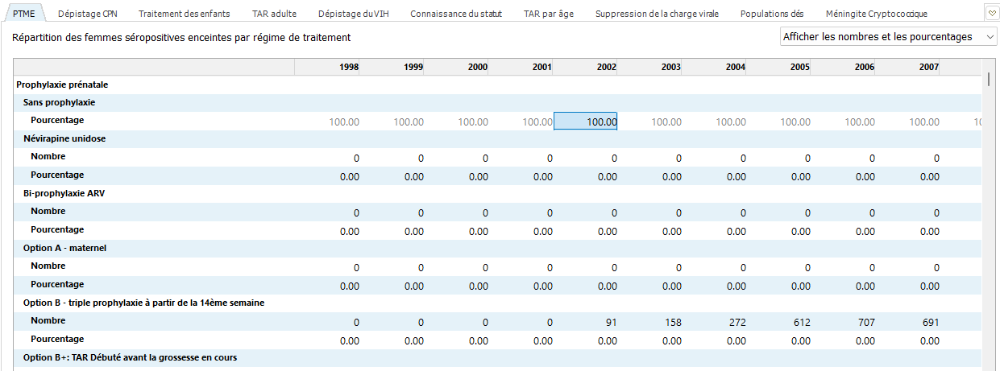 PTME Dépistage CPN Traitement des enfants TAR adulte Dépistage du VIH Connaissance du statut TAR par âge Suppression de la charge virale Populations clés Méningite Cryptococcique
Répartition des femmes séropositives enceintes par régime de traitement Afficher les nombres et les pourcentages
1998 1999 2000 2001 2002 2003 2004 2005 2006 2007
Prophylaxie prénatale
Sans prophylaxie
Pourcentage 100.00 100.00 100.00 100.00 100.00 100.00 100.00 100.00 100.00 100.00 10
Névirapine unidose
Nombre 0 0 0 0 0 0 0 0 0 0
Pourcentage 0.00 0.00 0.00 0.00 0.00 0.00 0.00 0.00 0.00 0.00
Bi-prophylaxie ARV
Nombre 0 0 0 0 0 0 0 0 0 0
Pourcentage 0.00 0.00 0.00 0.00 0.00 0.00 0.00 0.00 0.00 0.00
Option A - maternel
Nombre 0 0 0 0 0 0 0 0 0 0
Pourcentage 0.00 0.00 0.00 0.00 0.00 0.00 0.00 0.00 0.00 0.00
Option B - triple prophylaxie à partir de la 14ème semaine
Nombre 0 0 0 0 91 158 272 612 707 691
Pourcentage 0.00 0.00 0.00 0.00 0.00 0.00 0.00 0.00 0.00 0.00
Option B+: TAR Débuté avant la grossesse en cours